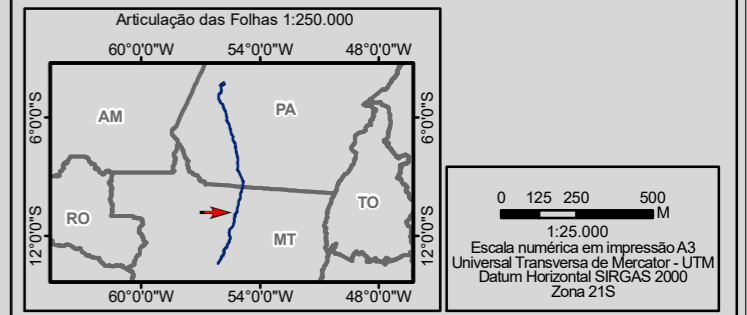 Articulação das Folhas 1:250.000
60°0'0"W 54°0'0"W 48°0'0"W
6°0'0"S 6°0'0"S
AM PA
RO TO
MT
12°0'0"S 12°0'0"S
60°0'0"W 54°0'0"W 48°0'0"W
0 125 250 500
M
1:25.000
Escala numérica em impressão A3
Universal Transversa de Mercator - UTM
Datum Horizontal SIRGAS 2000
Zona 21S